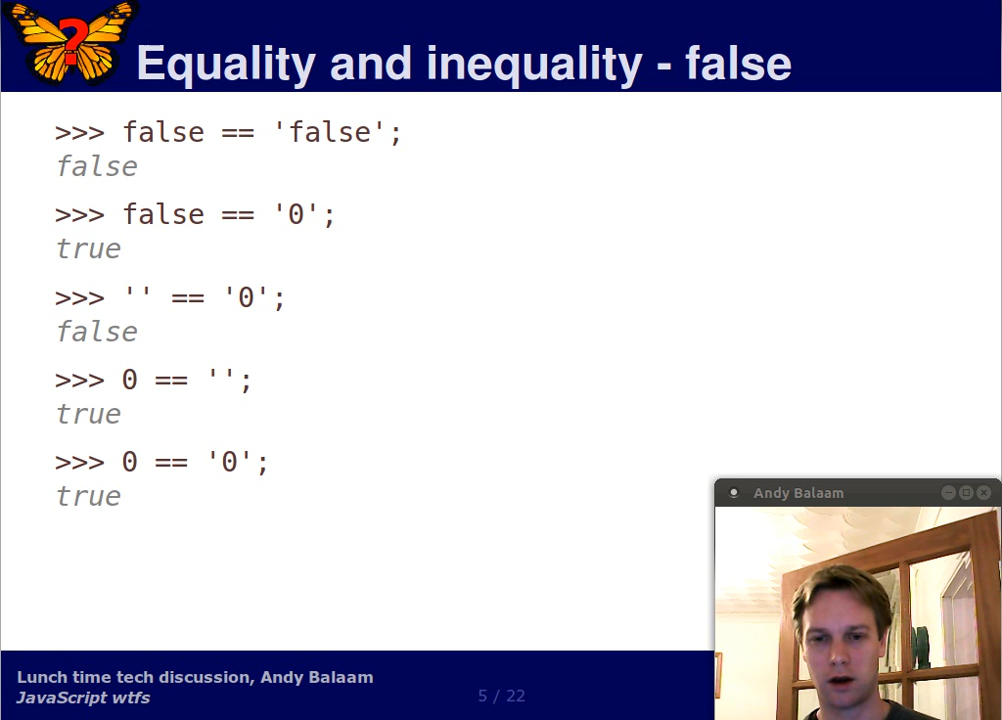 ?
Equality and inequality - false
>>> false == 'false';
false
>>> false == '0';
true
>>> '' == '0';
false
>>> 0 == '';
true
>>> 0 == '0';
true
Andy Balaam
Lunch time tech discussion, Andy Balaam
JavaScript wtfs
5 / 22